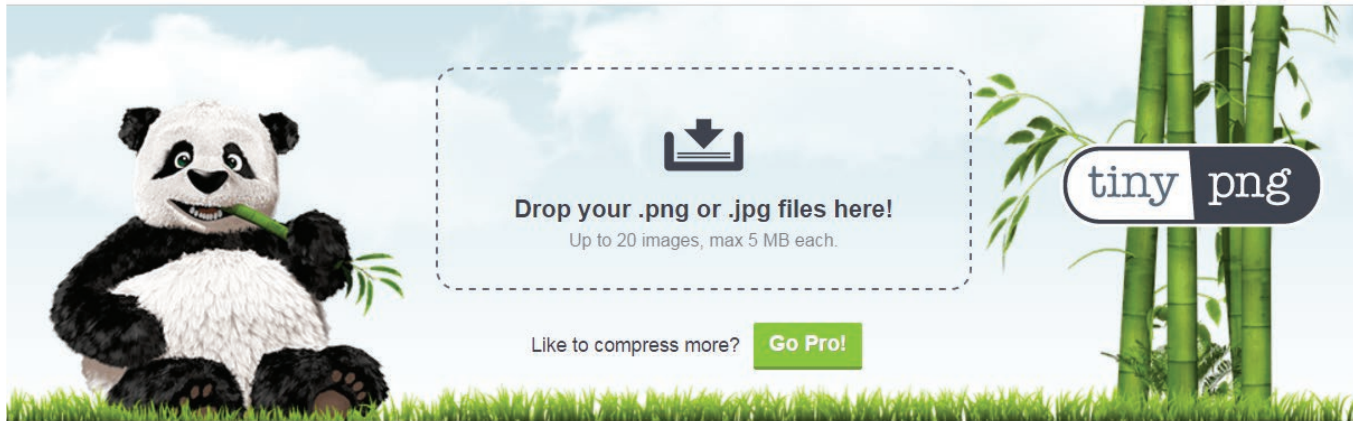 Drop your .png or .jpg files here!
Up to 20 images, max 5 MB each.
tiny png
Like to compress more? Go Pro!